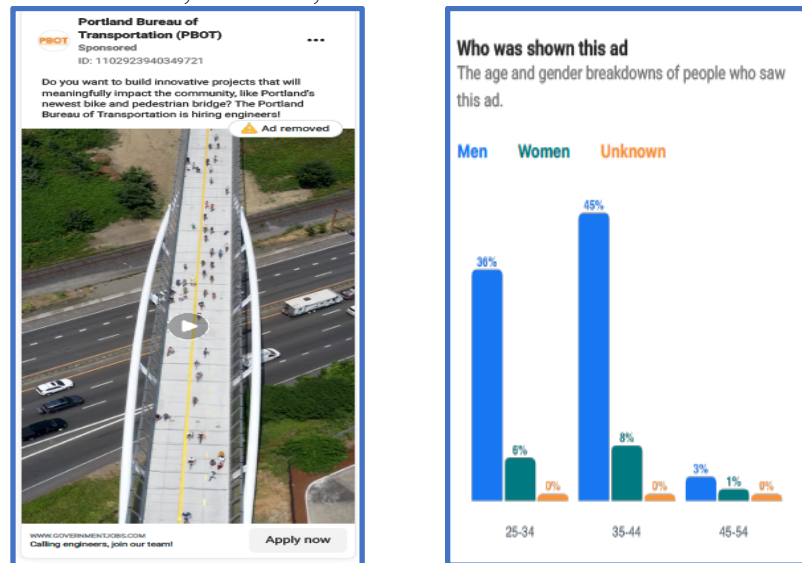 Portland Bureau of
Transportation (PBOT)
PBOT
Sponsored
ID: 1102923940349721
Do you want to build innovative projects that will
meaningfully impact the community, like Portland's
newest bike and pedestrian bridge? The Portland
Bureau of Transportation is hiring engineers!
Ad removed
WWW.GOVERNMENTJOBS.COM
Calling engineers, join our team!
Apply now
Who was shown this ad
The age and gender breakdowns of people who saw
this ad.
Men Women Unknown
36%
6%
0%
45%
8%
0%
3%
1%
0%
25-34 35-44 45-54